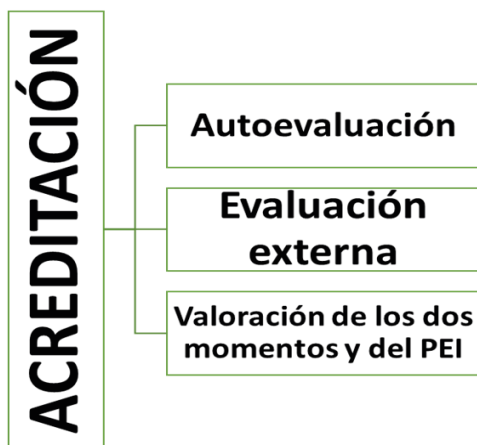 ACREDITACIÓN
Autoevaluación
Evaluación
externa
Valoración de los dos
momentos y del PEI